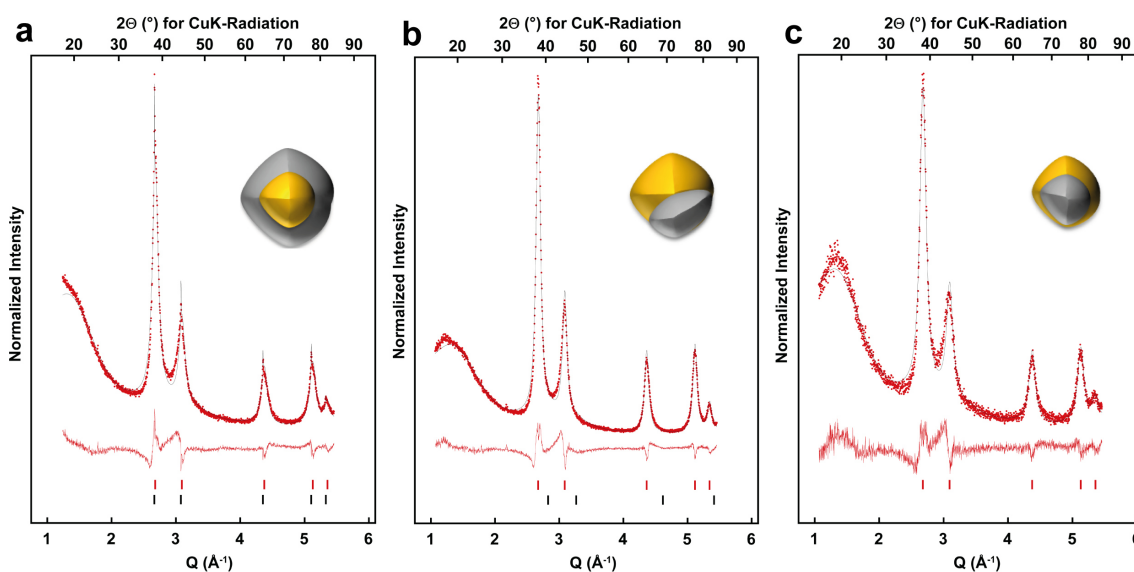 a
2Θ (°) for CuK-Radiation
20 30 40 50 60 70 80 90
Normalized Intensity
1 2 3 4 5 6
Q (Å⁻¹)
b
2Θ (°) for CuK-Radiation
20 30 40 50 60 70 80 90
Normalized Intensity
1 2 3 4 5 6
Q (Å⁻¹)
c
2Θ (°) for CuK-Radiation
20 30 40 50 60 70 80 90
Normalized Intensity
1 2 3 4 5 6
Q (Å⁻¹)